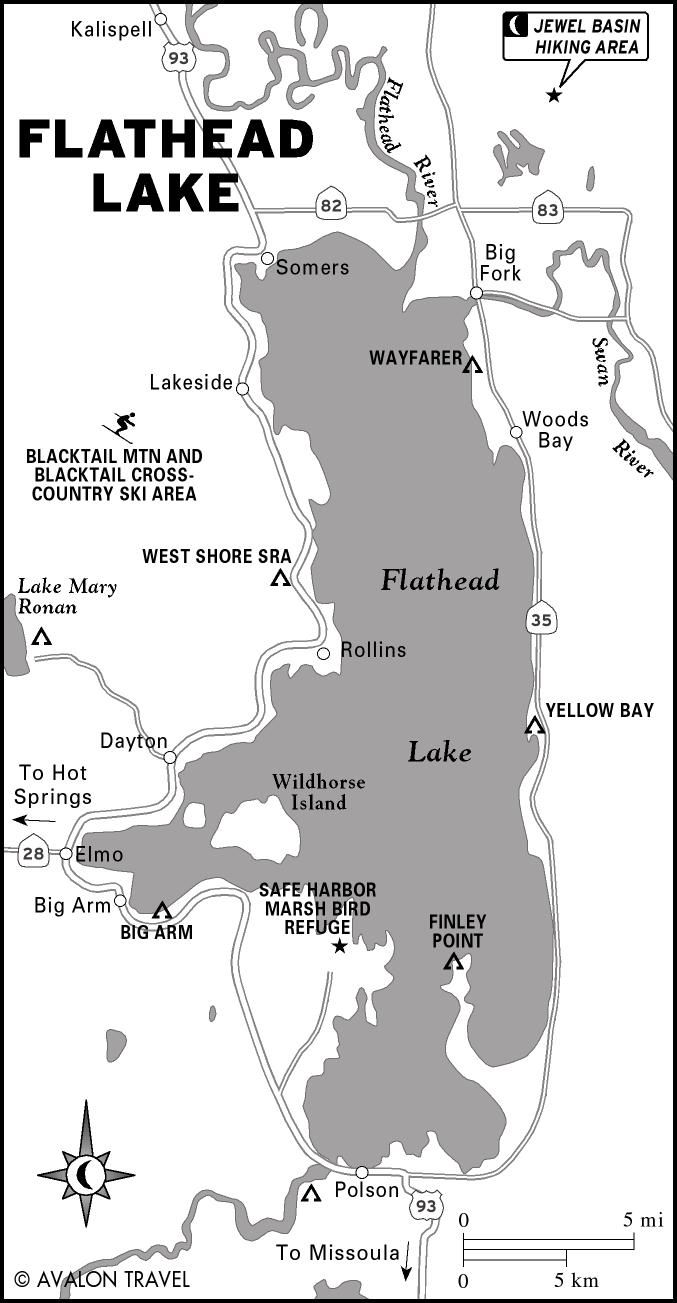 Kalispell
93
JEWEL BASIN
HIKING AREA
FLATHEAD
LAKE
Flathead
River
82
83
Somers
Big
Fork
WAYFARER
Swan
River
Lakeside
Woods
Bay
BLACKTAIL MTN AND
BLACKTAIL CROSS-
COUNTRY SKI AREA
WEST SHORE SRA
Flathead
Lake Mary
Ronan
35
Rollins
YELLOW BAY
Dayton
Lake
To Hot
Springs
Wildhorse
Island
28
Elmo
Big Arm
BIG ARM
SAFE HARBOR
MARSH BIRD
REFUGE
FINLEY
POINT
Polson
93
To Missoula
0
5 mi
0
5 km
© AVALON TRAVEL